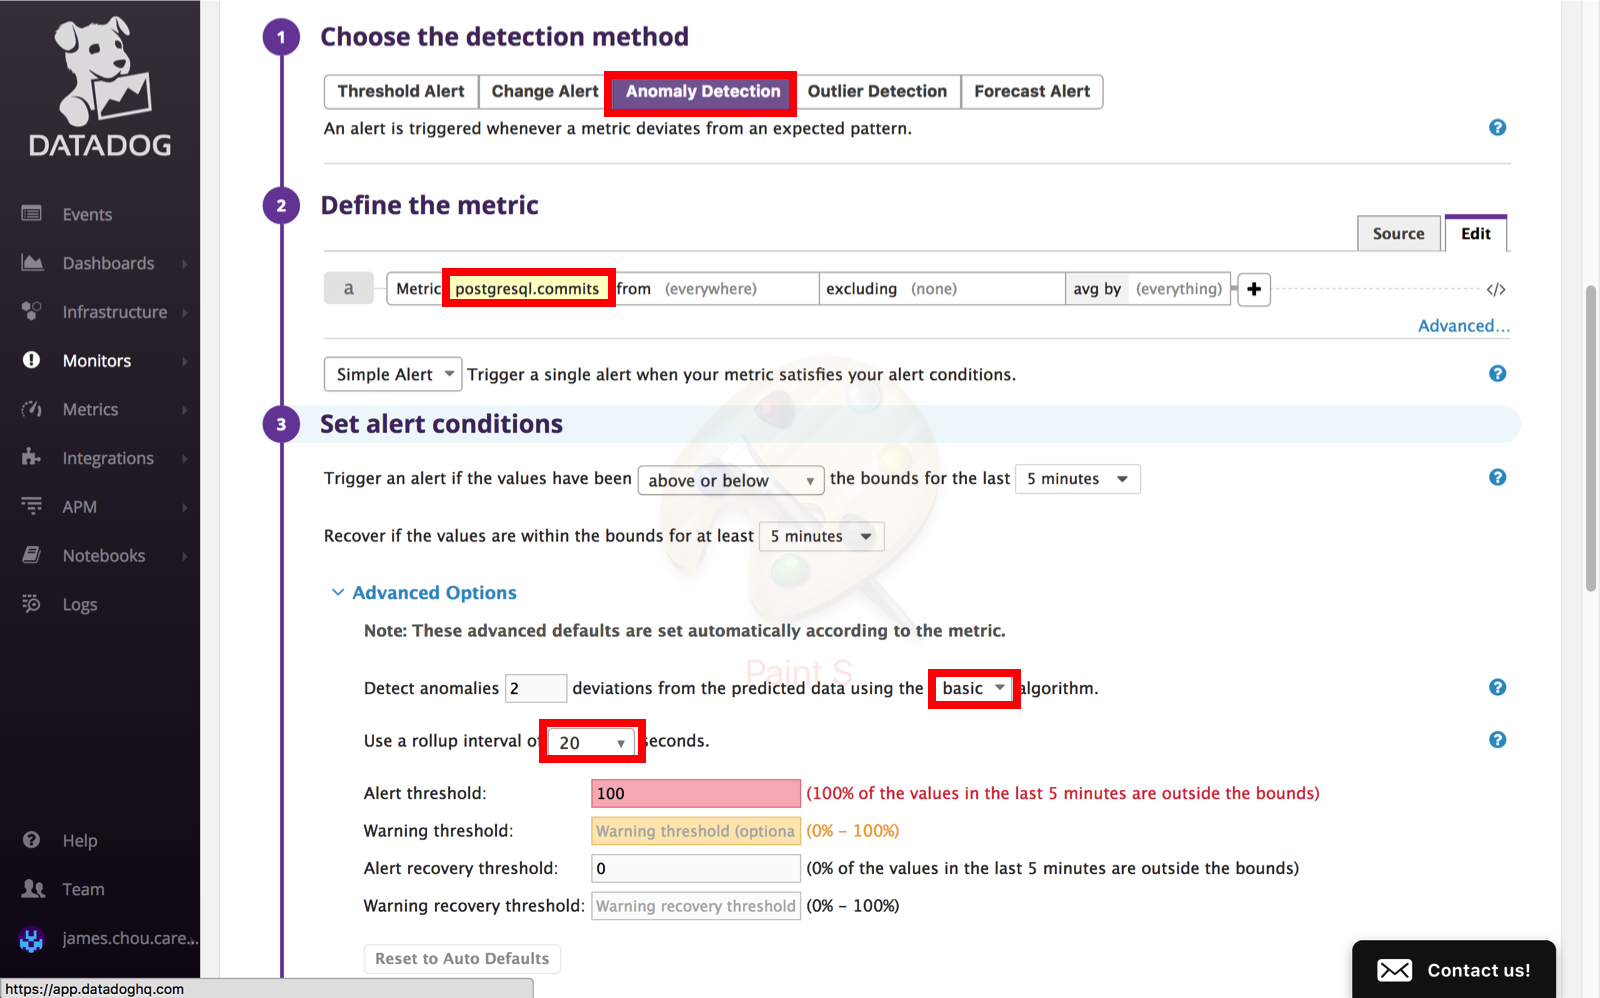 DATADOG
Events
Dashboards
Infrastructure
Monitors
Metrics
Integrations
APM
Notebooks
Logs
Help
Team
james.chou.care...
https://app.datadoghq.com
1 Choose the detection method
Threshold Alert Change Alert Anomaly Detection Outlier Detection Forecast Alert
An alert is triggered whenever a metric deviates from an expected pattern. ?
2 Define the metric
Source Edit
a Metric postgresql.commits from (everywhere) excluding (none) avg by (everything) + </>
Advanced...
Simple Alert Trigger a single alert when your metric satisfies your alert conditions. ?
3 Set alert conditions
Trigger an alert if the values have been above or below the bounds for the last 5 minutes ?
Recover if the values are within the bounds for at least 5 minutes
Advanced Options
Note: These advanced defaults are set automatically according to the metric.
Paint S
Detect anomalies 2 deviations from the predicted data using the basic algorithm. ?
Use a rollup interval of 20 seconds. ?
Alert threshold: 100 (100% of the values in the last 5 minutes are outside the bounds)
Warning threshold: Warning threshold (optiona (0% - 100%)
Alert recovery threshold: 0 (0% of the values in the last 5 minutes are outside the bounds)
Warning recovery threshold: Warning recovery threshold (0% - 100%)
Reset to Auto Defaults
Contact us!